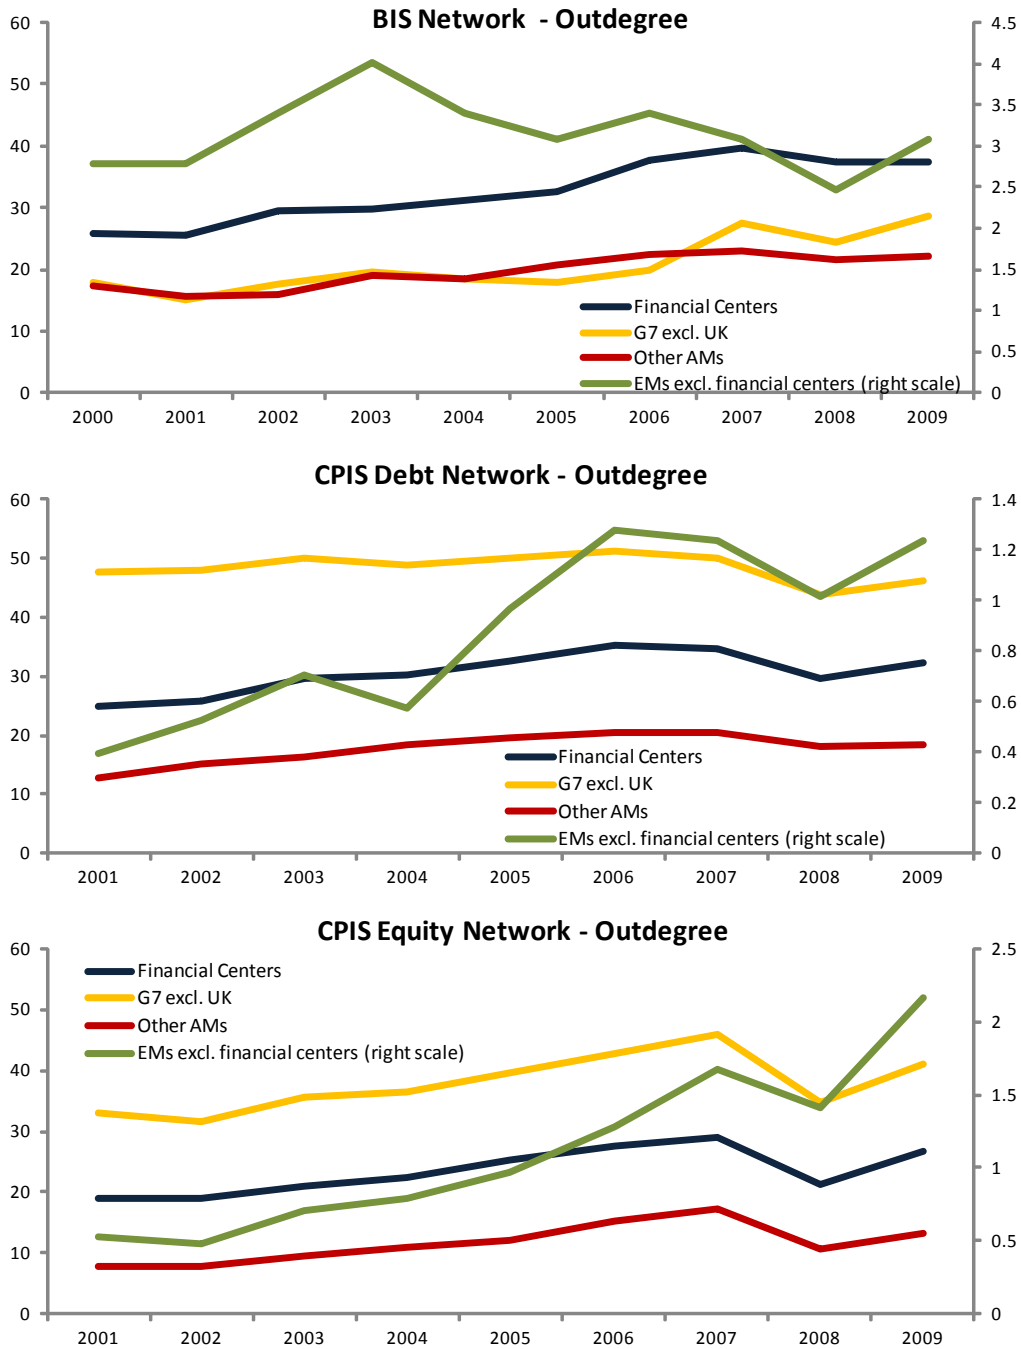 BIS Network - Outdegree
60
50
40
30
20
10
0
4.5
4
3.5
3
2.5
2
1.5
1
0.5
0
Financial Centers
G7 excl. UK
Other AMs
EMs excl. financial centers (right scale)
2000 2001 2002 2003 2004 2005 2006 2007 2008 2009
CPIS Debt Network - Outdegree
60
50
40
30
20
10
0
1.4
1.2
1
0.8
0.6
0.4
0.2
0
Financial Centers
G7 excl. UK
Other AMs
EMs excl. financial centers (right scale)
2001 2002 2003 2004 2005 2006 2007 2008 2009
CPIS Equity Network - Outdegree
60
50
40
30
20
10
0
2.5
2
1.5
1
0.5
0
Financial Centers
G7 excl. UK
Other AMs
EMs excl. financial centers (right scale)
2001 2002 2003 2004 2005 2006 2007 2008 2009